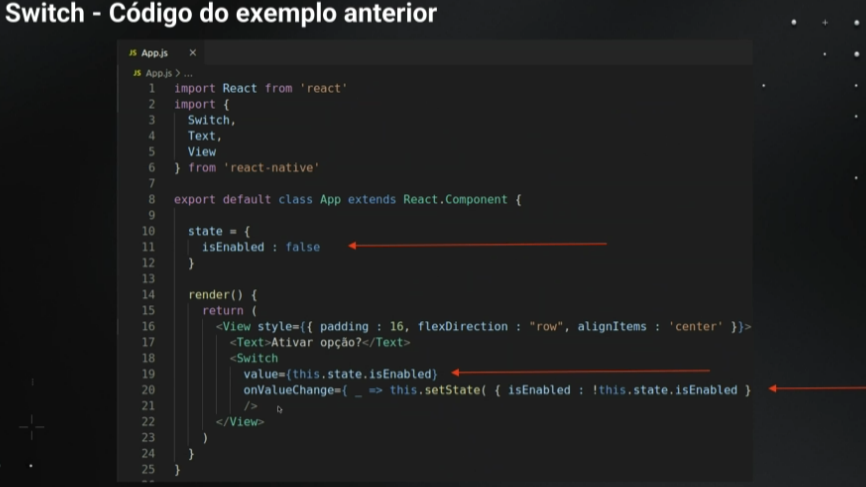 Switch - Código do exemplo anterior
JS App.js ×
JS App.js > ...
1 import React from 'react'
2 import {
3 Switch,
4 Text,
5 View
6 } from 'react-native'
7
8 export default class App extends React.Component {
9
10 state = {
11 isEnabled : false
12 }
13
14 render() {
15 return (
16 <View style={{ padding : 16, flexDirection : "row", alignItems : 'center' }}>
17 <Text>Ativar opção?</Text>
18 <Switch
19 value={this.state.isEnabled}
20 onValueChange={ _ => this.setState( { isEnabled : !this.state.isEnabled }
21 />
22 </View>
23 )
24 }
25 }